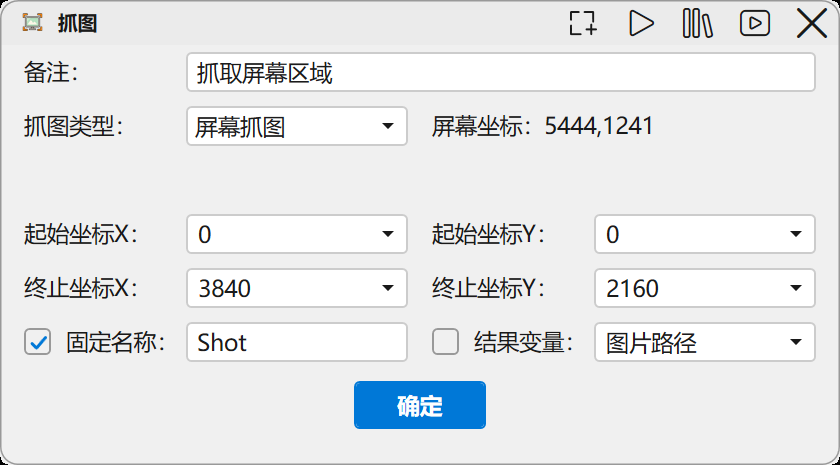 抓图
备注： 抓取屏幕区域
抓图类型： 屏幕抓图 屏幕坐标：5444,1241
起始坐标X： 0 起始坐标Y： 0
终止坐标X： 3840 终止坐标Y： 2160
固定名称： Shot 结果变量： 图片路径
确定